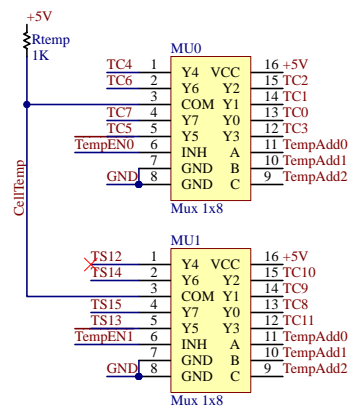 +5V
Rtemp
1K
CellTemp
MU0
TC4 1 Y4 VCC 16 +5V
TC6 2 Y6 Y2 15 TC2
3 COM Y1 14 TC1
TC7 4 Y7 Y0 13 TC0
TC5 5 Y5 Y3 12 TC3
TempEN0 6 INH A 11 TempAdd0
7 GND B 10 TempAdd1
GND 8 GND C 9 TempAdd2
Mux 1x8
MU1
TS12 1 Y4 VCC 16 +5V
TS14 2 Y6 Y2 15 TC10
3 COM Y1 14 TC9
TS15 4 Y7 Y0 13 TC8
TS13 5 Y5 Y3 12 TC11
TempEN1 6 INH A 11 TempAdd0
7 GND B 10 TempAdd1
GND 8 GND C 9 TempAdd2
Mux 1x8